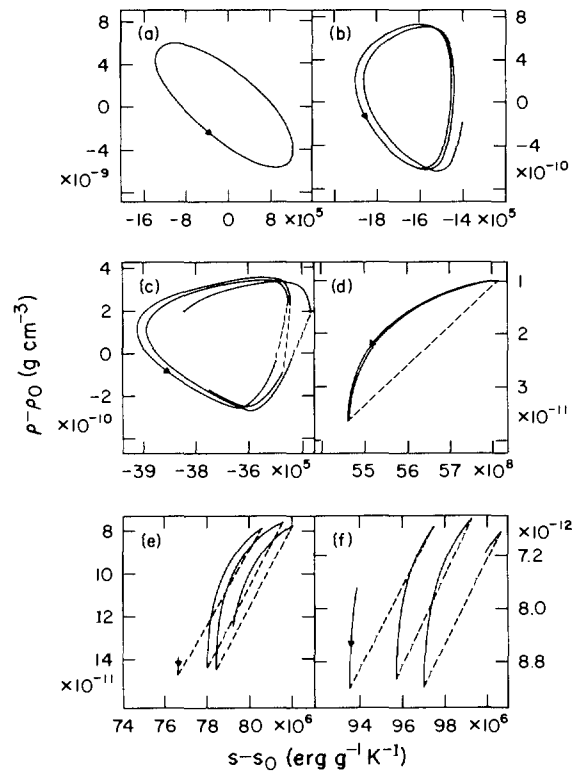 (a)
8
4
0
-4
×10⁻⁹
-16 -8 0 8 ×10⁵
(b)
8
4
0
-4
×10⁻¹⁰
-18 -16 -14 ×10⁵
(c)
4
2
0
-2
×10⁻¹⁰
-39 -38 -36 ×10⁵
(d)
1
2
3
×10⁻¹¹
55 56 57 ×10⁸
ρ-ρ₀ (g cm⁻³)
(e)
8
10
12
14
×10⁻¹¹
74 76 78 80 ×10⁶
(f)
×10⁻¹²
7.2
8.0
8.8
94 96 98 ×10⁶
s-s₀ (erg g⁻¹ K⁻¹)